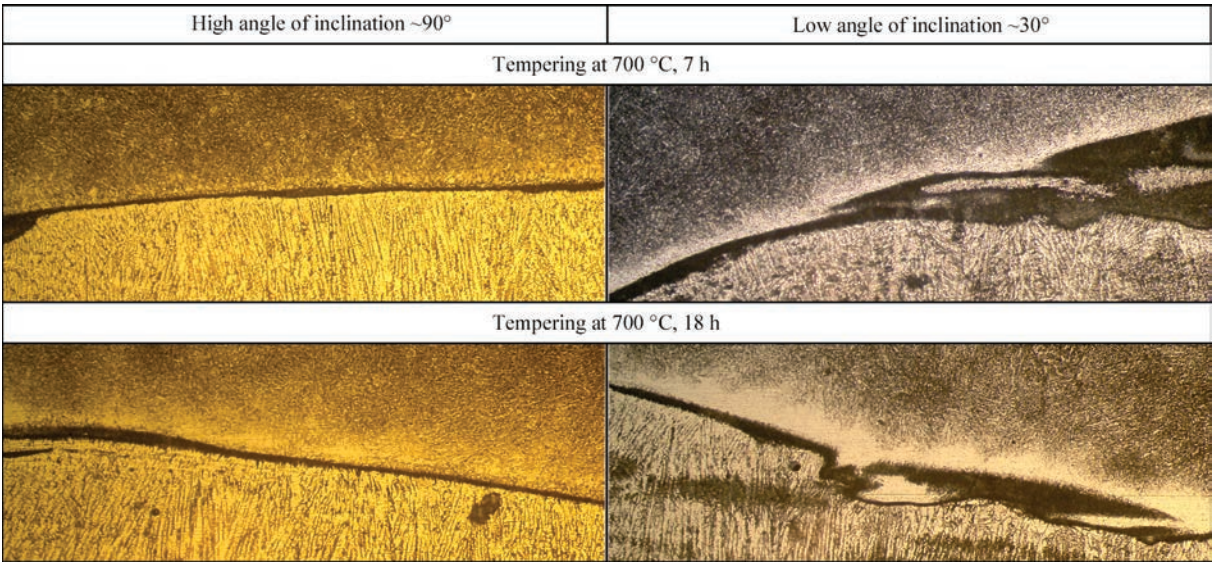 High angle of inclination ~90°
Low angle of inclination ~30°
Tempering at 700 °C, 7 h
Tempering at 700 °C, 18 h